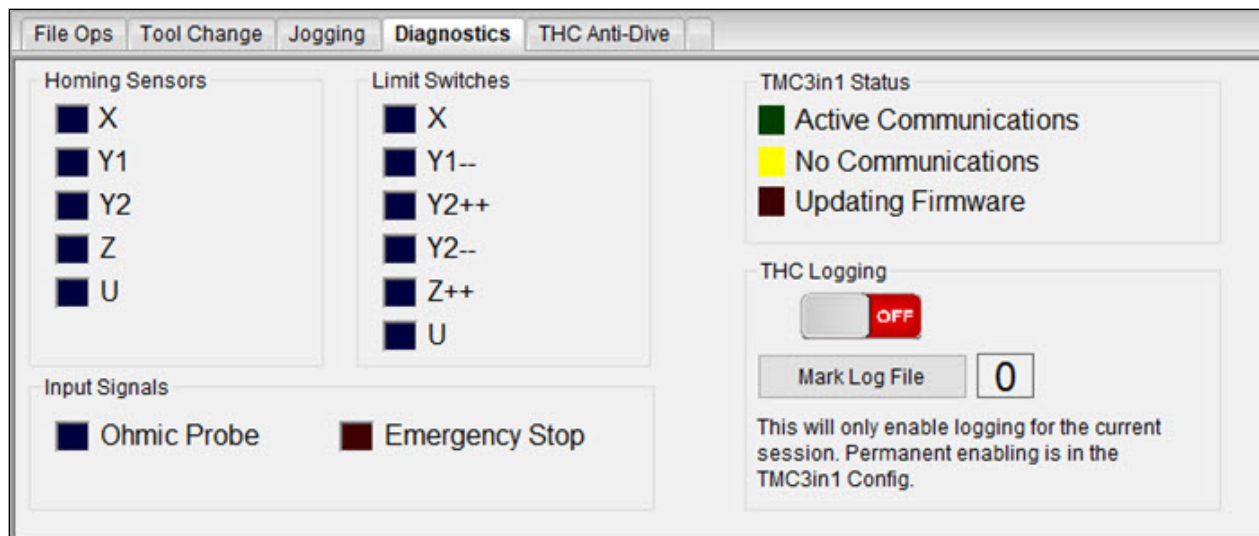 File Ops Tool Change Jogging Diagnostics THC Anti-Dive
Homing Sensors
X
Y1
Y2
Z
U
Limit Switches
X
Y1--
Y2++
Y2--
Z++
U
Input Signals
Ohmic Probe
Emergency Stop
TMC3in1 Status
Active Communications
No Communications
Updating Firmware
THC Logging
OFF
Mark Log File 0
This will only enable logging for the current
session. Permanent enabling is in the
TMC3in1 Config.